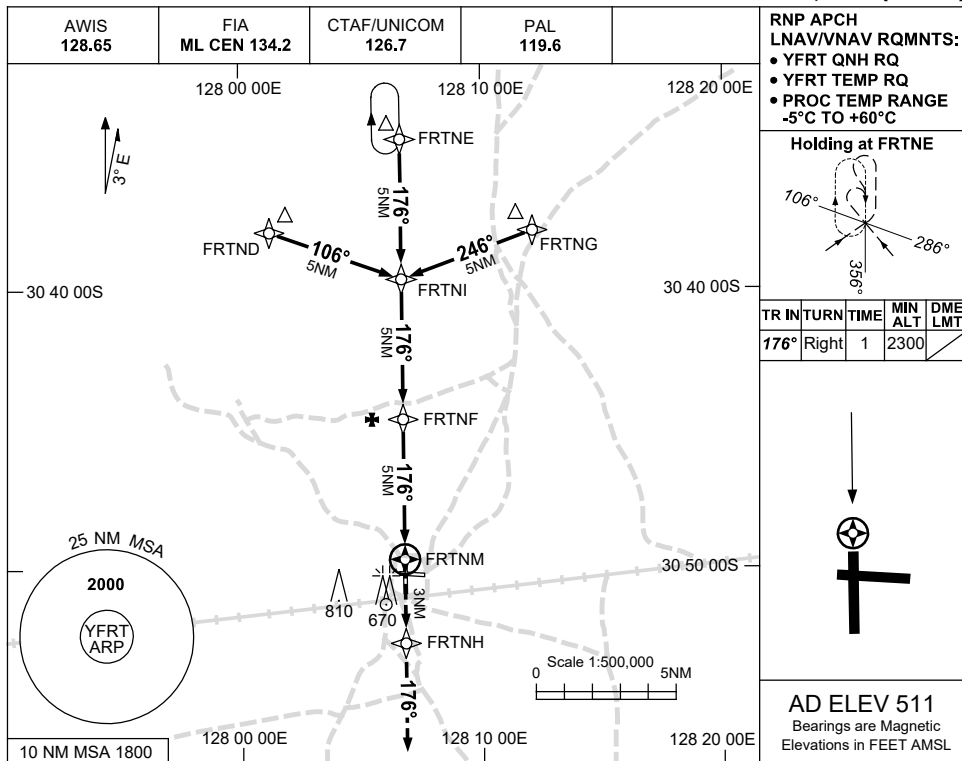 AWIS
128.65
FIA
ML CEN 134.2
CTAF/UNICOM
126.7
PAL
119.6
RNP APCH
LNAV/VNAV RQMNTS:
• YFRT QNH RQ
• YFRT TEMP RQ
• PROC TEMP RANGE
-5°C TO +60°C
128 00 00E
128 10 00E
128 20 00E
3° E
FRTNE
176°
5NM
FRTND
106°
5NM
246°
5NM
FRTNG
FRTNI
30 40 00S
30 40 00S
176°
5NM
FRTNF
176°
5NM
FRTNM
30 50 00S
3NM
810
670
FRTNH
176°
25 NM MSA
2000
YFRT
ARP
Scale 1:500,000
0
5NM
10 NM MSA 1800
128 00 00E
128 10 00E
128 20 00E
Holding at FRTNE
106°
286°
356°
TR IN TURN TIME MIN ALT DME LMT
176° Right 1 2300
AD ELEV 511
Bearings are Magnetic
Elevations in FEET AMSL